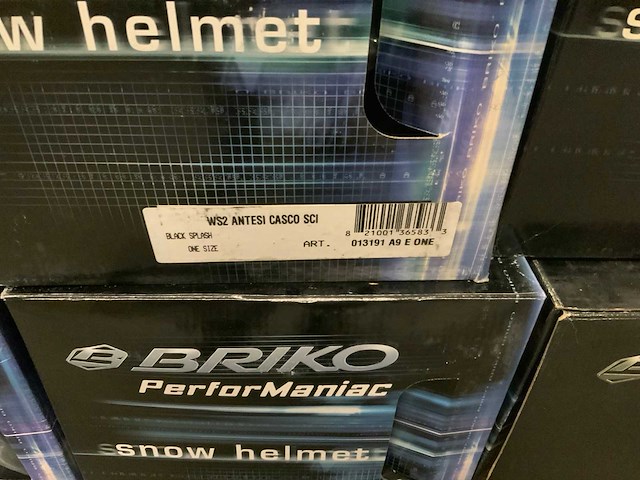 w helmet
WS2 ANTESI CASCO SCI
BLACK SPLASH
ONE SIZE
8 21001 36583 3
ART. 013191 A9 E ONE
BRIKO
PerforManiac
snow helmet